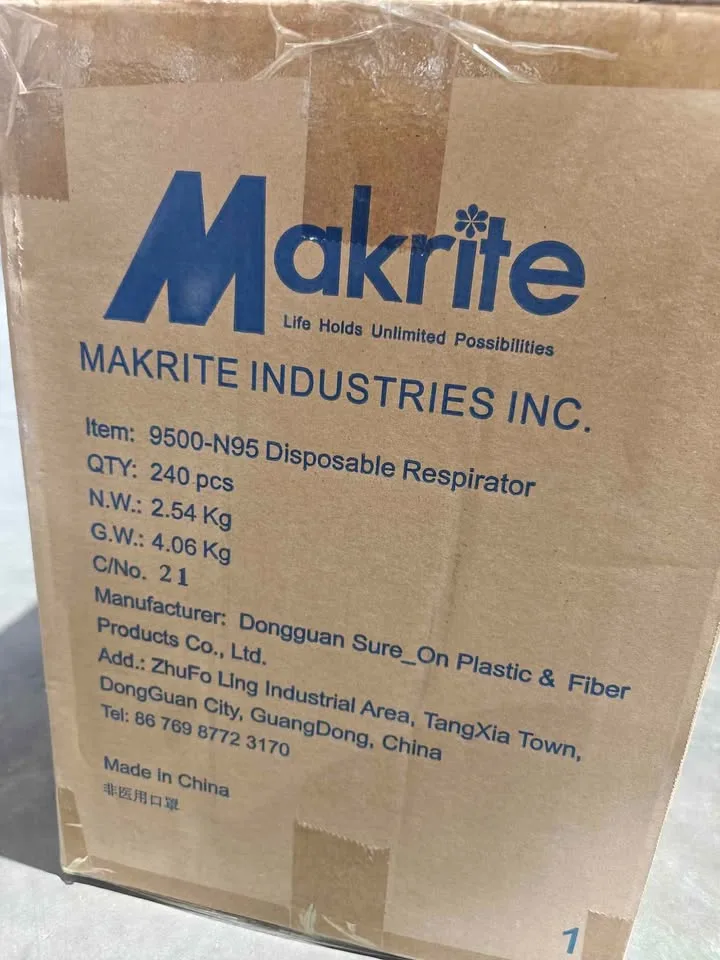 Makrite
Life Holds Unlimited Possibilities
MAKRITE INDUSTRIES INC.
Item: 9500-N95 Disposable Respirator
QTY: 240 pcs
N.W.: 2.54 Kg
G.W.: 4.06 Kg
C/No. 21
Manufacturer: Dongguan Sure_On Plastic & Fiber
Products Co., Ltd.
Add.: ZhuFo Ling Industrial Area, TangXia Town,
DongGuan City, GuangDong, China
Tel: 86 769 8772 3170
Made in China
非医用口罩
1